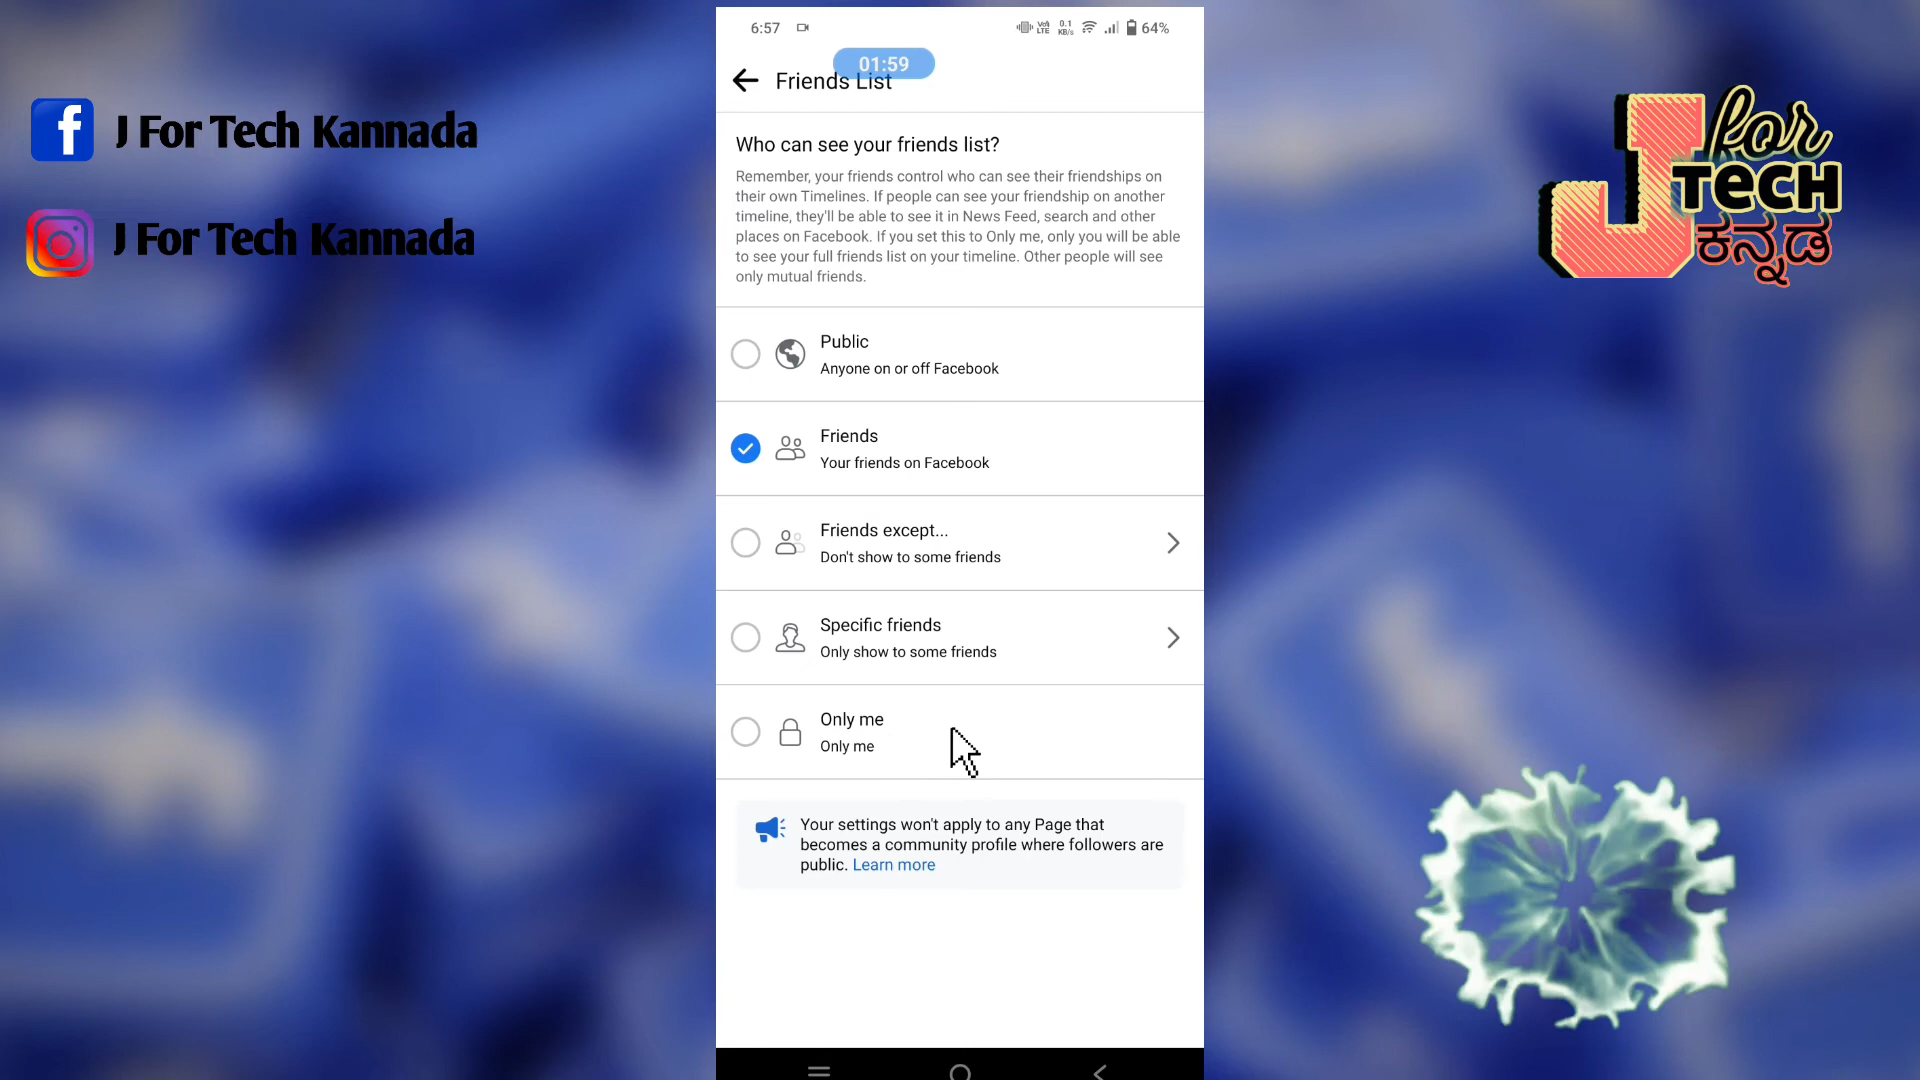 J For Tech Kannada
J For Tech Kannada
J for
TECH
ಕನ್ನಡ
6:57
Vo1
LTE
0.1
KB/s
64%
01:59
Friends List
Who can see your friends list?
Remember, your friends control who can see their friendships on
their own Timelines. If people can see your friendship on another
timeline, they'll be able to see it in News Feed, search and other
places on Facebook. If you set this to Only me, only you will be able
to see your full friends list on your timeline. Other people will see
only mutual friends.
Public
Anyone on or off Facebook
Friends
Your friends on Facebook
Friends except...
Don't show to some friends
Specific friends
Only show to some friends
Only me
Only me
Your settings won't apply to any Page that
becomes a community profile where followers are
public. Learn more